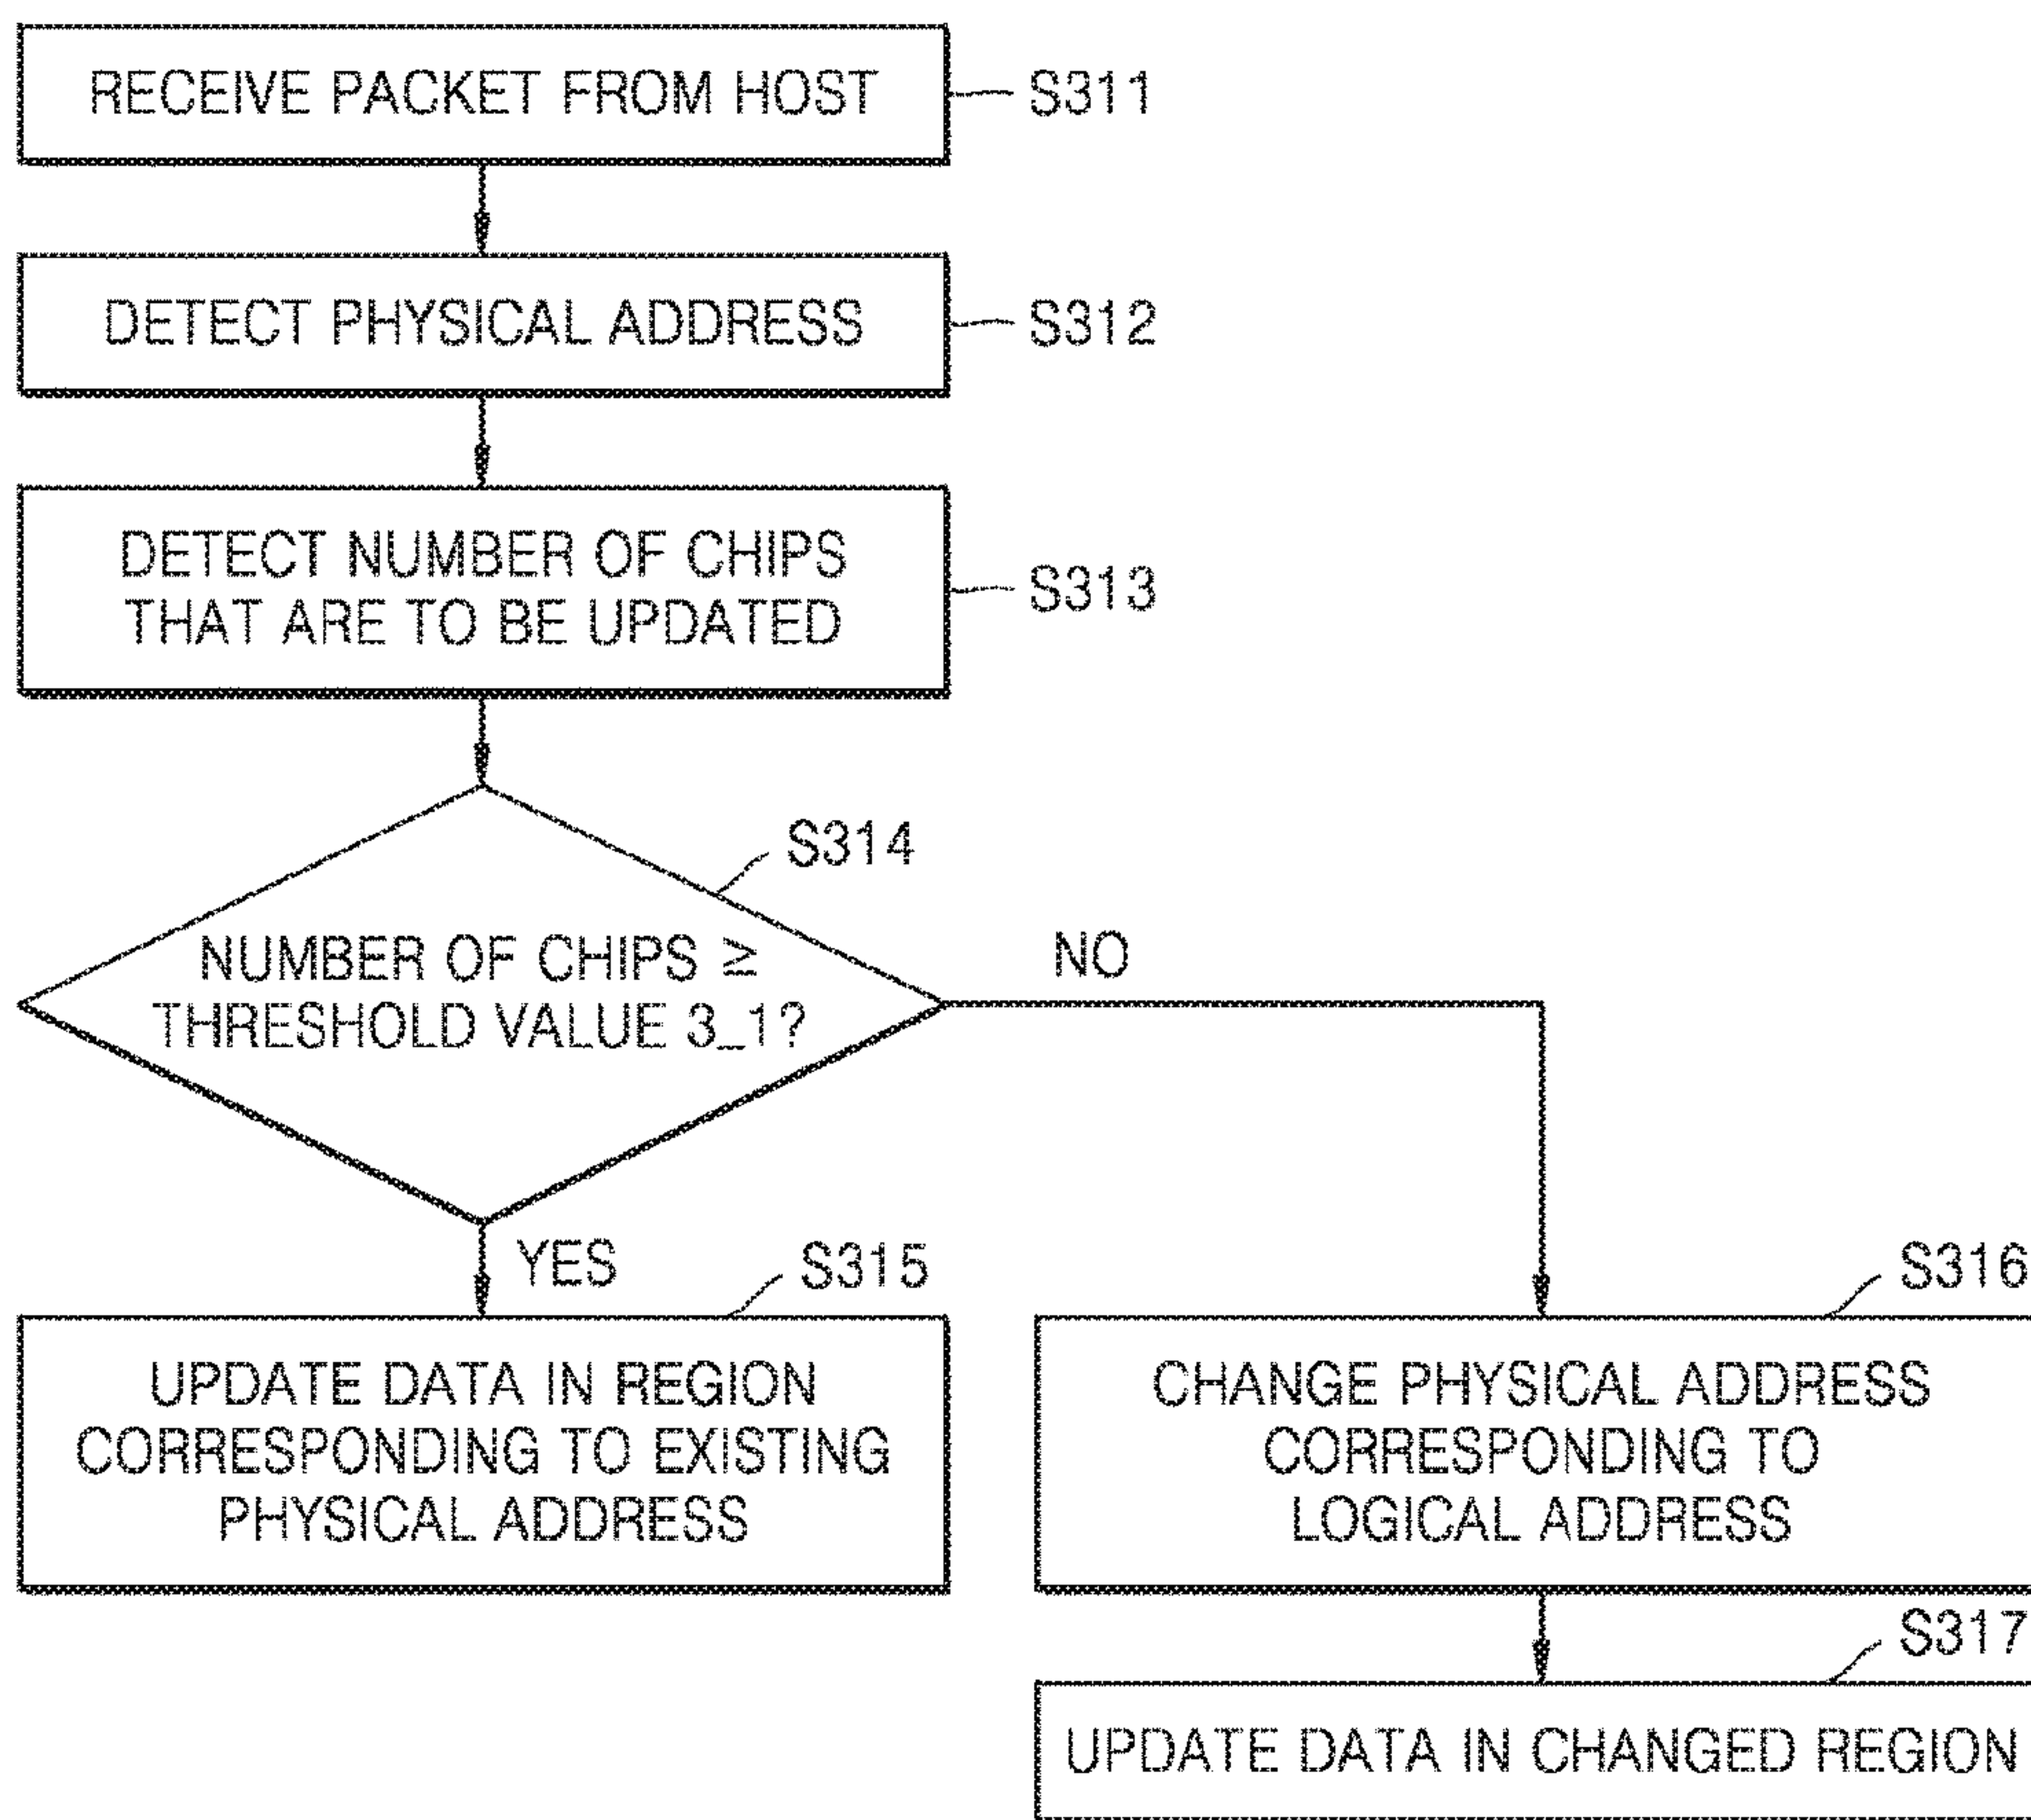 RECEIVE PACKET FROM HOST
S311
DETECT PHYSICAL ADDRESS
S312
DETECT NUMBER OF CHIPS
THAT ARE TO BE UPDATED
S313
S314
NUMBER OF CHIPS ≥
THRESHOLD VALUE 3_1?
NO
YES
S315
UPDATE DATA IN REGION
CORRESPONDING TO EXISTING
PHYSICAL ADDRESS
S316
CHANGE PHYSICAL ADDRESS
CORRESPONDING TO
LOGICAL ADDRESS
S317
UPDATE DATA IN CHANGED REGION